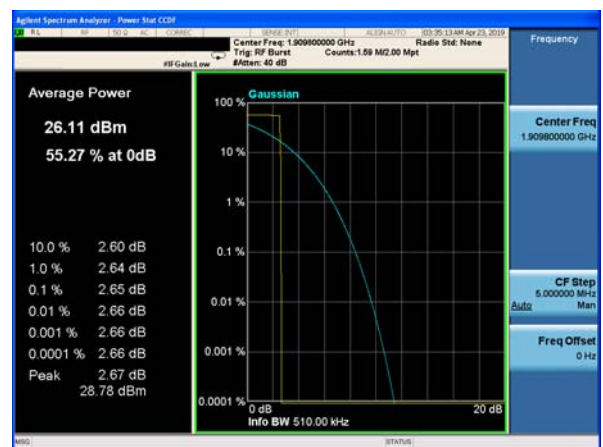 Agilent Spectrum Analyzer - Power Stat CCDF
RL RF 50 Ω AC CORREC SENSE:INT ALIGN AUTO 03:35:13 AM Apr 23, 2019
Center Freq: 1.909800000 GHz Radio Std: None
Trig: RF Burst Counts:1.59 M/2.00 Mpt
#IFGain:Low #Atten: 40 dB
Frequency
Average Power
26.11 dBm
55.27 % at 0dB
10.0 % 2.60 dB
1.0 % 2.64 dB
0.1 % 2.65 dB
0.01 % 2.66 dB
0.001 % 2.66 dB
0.0001 % 2.66 dB
Peak 2.67 dB
28.78 dBm
Gaussian
100 %
10 %
1 %
0.1 %
0.01 %
0.001 %
0.0001 %
0 dB 20 dB
Info BW 510.00 kHz
Center Freq
1.909800000 GHz
CF Step
5.000000 MHz
Auto Man
Freq Offset
0 Hz
MSG STATUS